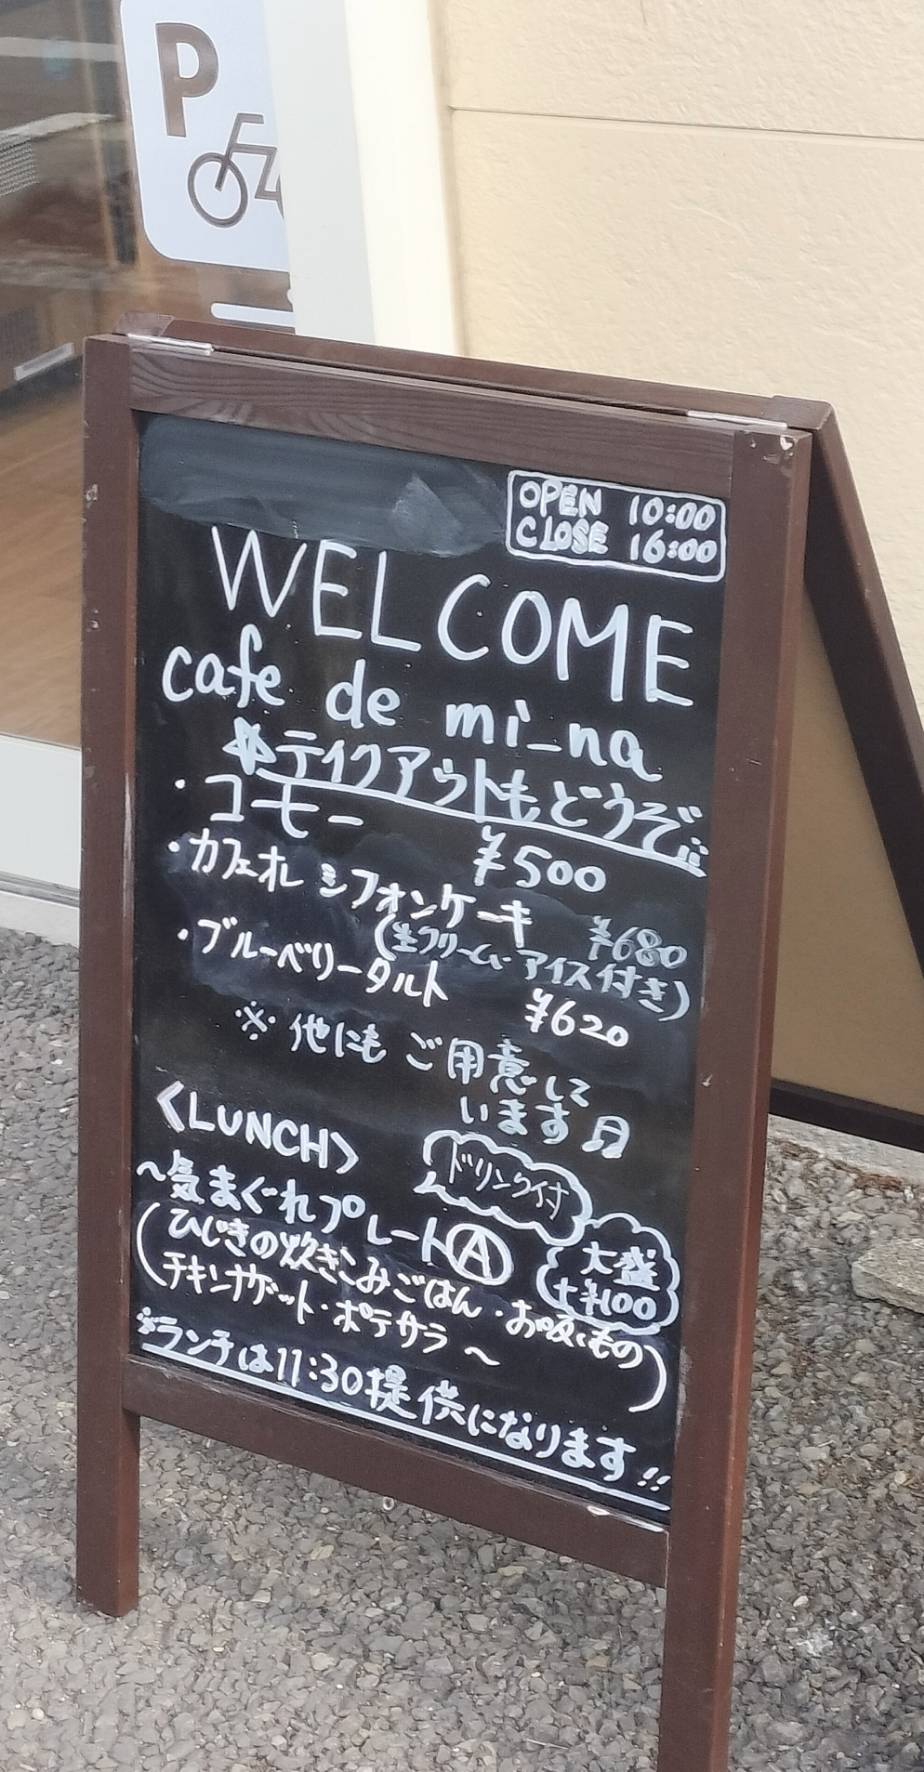 P
OPEN 10:00
CLOSE 16:00
WELCOME
cafe de mi_na
☆テイクアウトもどうぞ
・コーヒー ¥500
・カフェオレ シフォンケーキ ¥680
(生クリーム アイス付き)
・ブルーベリータルト ¥620
※他にも ご用意して
います
<LUNCH>
ドリンク付
〜気まぐれプレートⒶ
大盛
+¥100
(ひじきの炊きこみごはん・お吸いもの
チキンナゲット・ポテサラ 〜)
※ランチは11:30提供になります!!